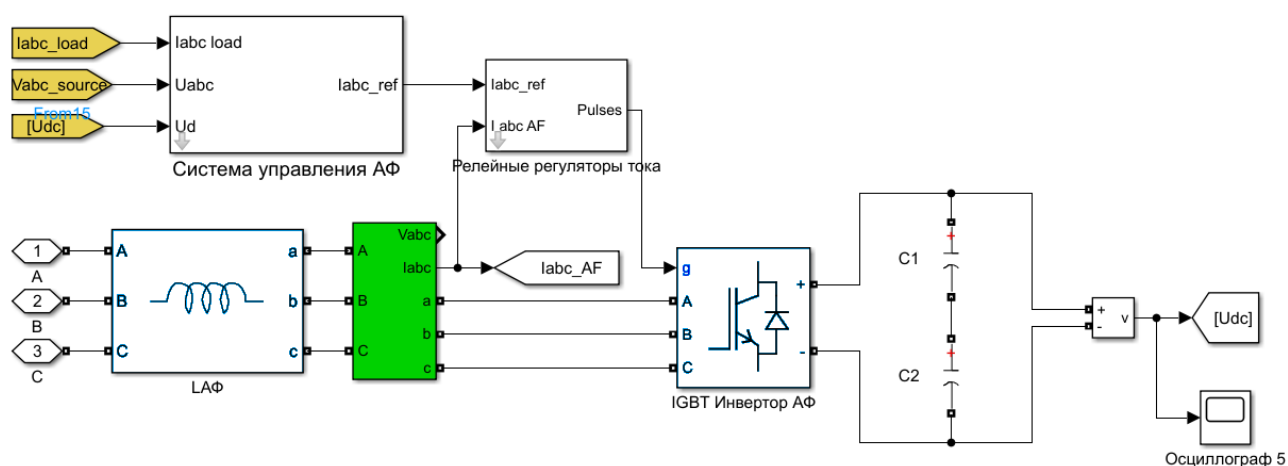 Iabc_load
Vabc_source
From15
[Udc]
Iabc load
Uabc
Ud
Iabc_ref
Система управления АФ
Iabc_ref
I abc AF
Pulses
Релейные регуляторы тока
1
A
2
B
3
C
A
B
C
a
b
c
LАФ
A
B
C
Vabc
Iabc
a
b
c
Iabc_AF
g
A
B
C
+
-
IGBT Инвертор АФ
+
C1
+
C2
+
-
v
[Udc]
Осциллограф 5